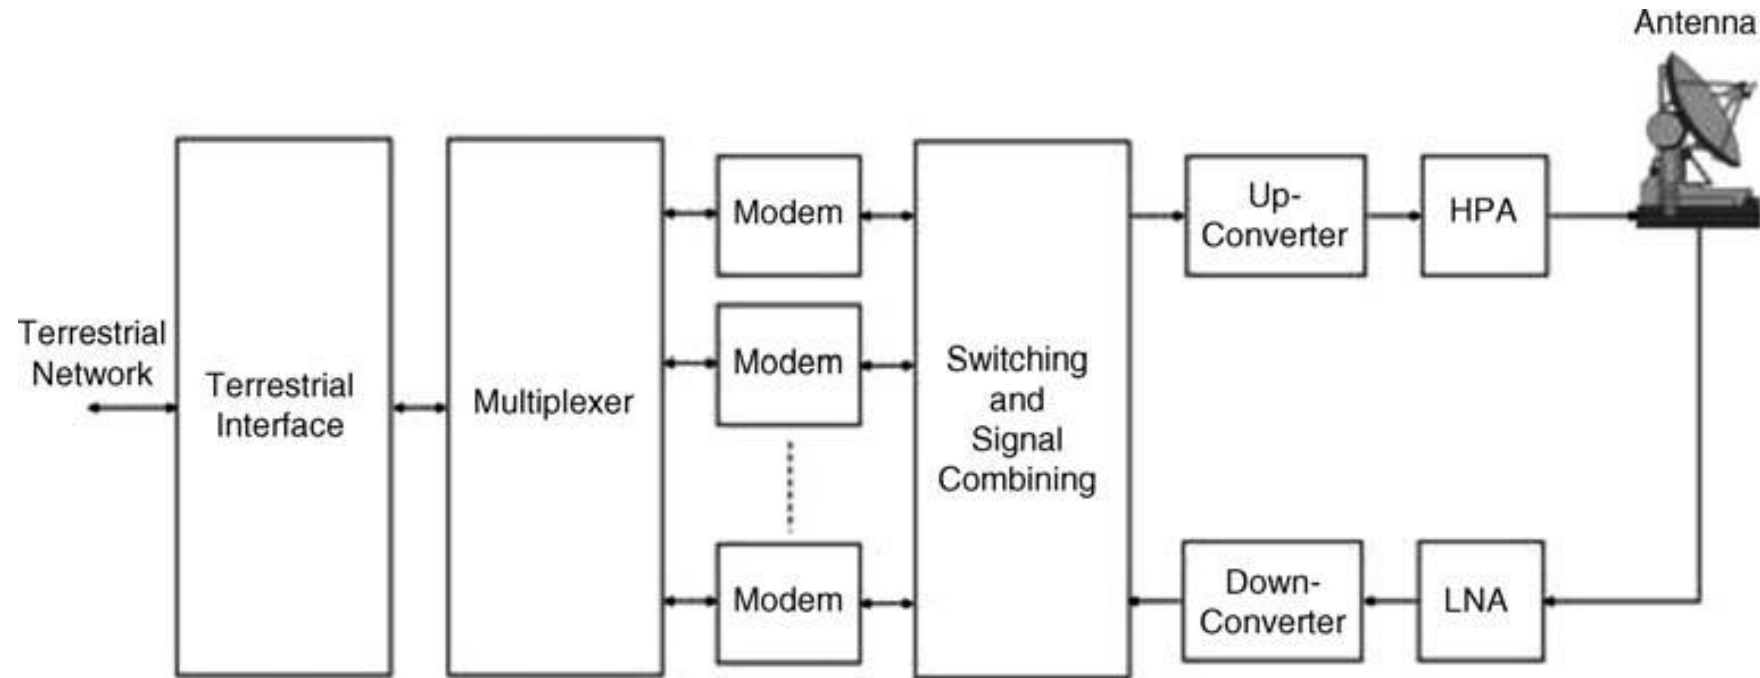 Antenna
Terrestrial
Network
Terrestrial
Interface
Multiplexer
Modem
Modem
Modem
Switching
and
Signal
Combining
Up-
Converter
HPA
Down-
Converter
LNA